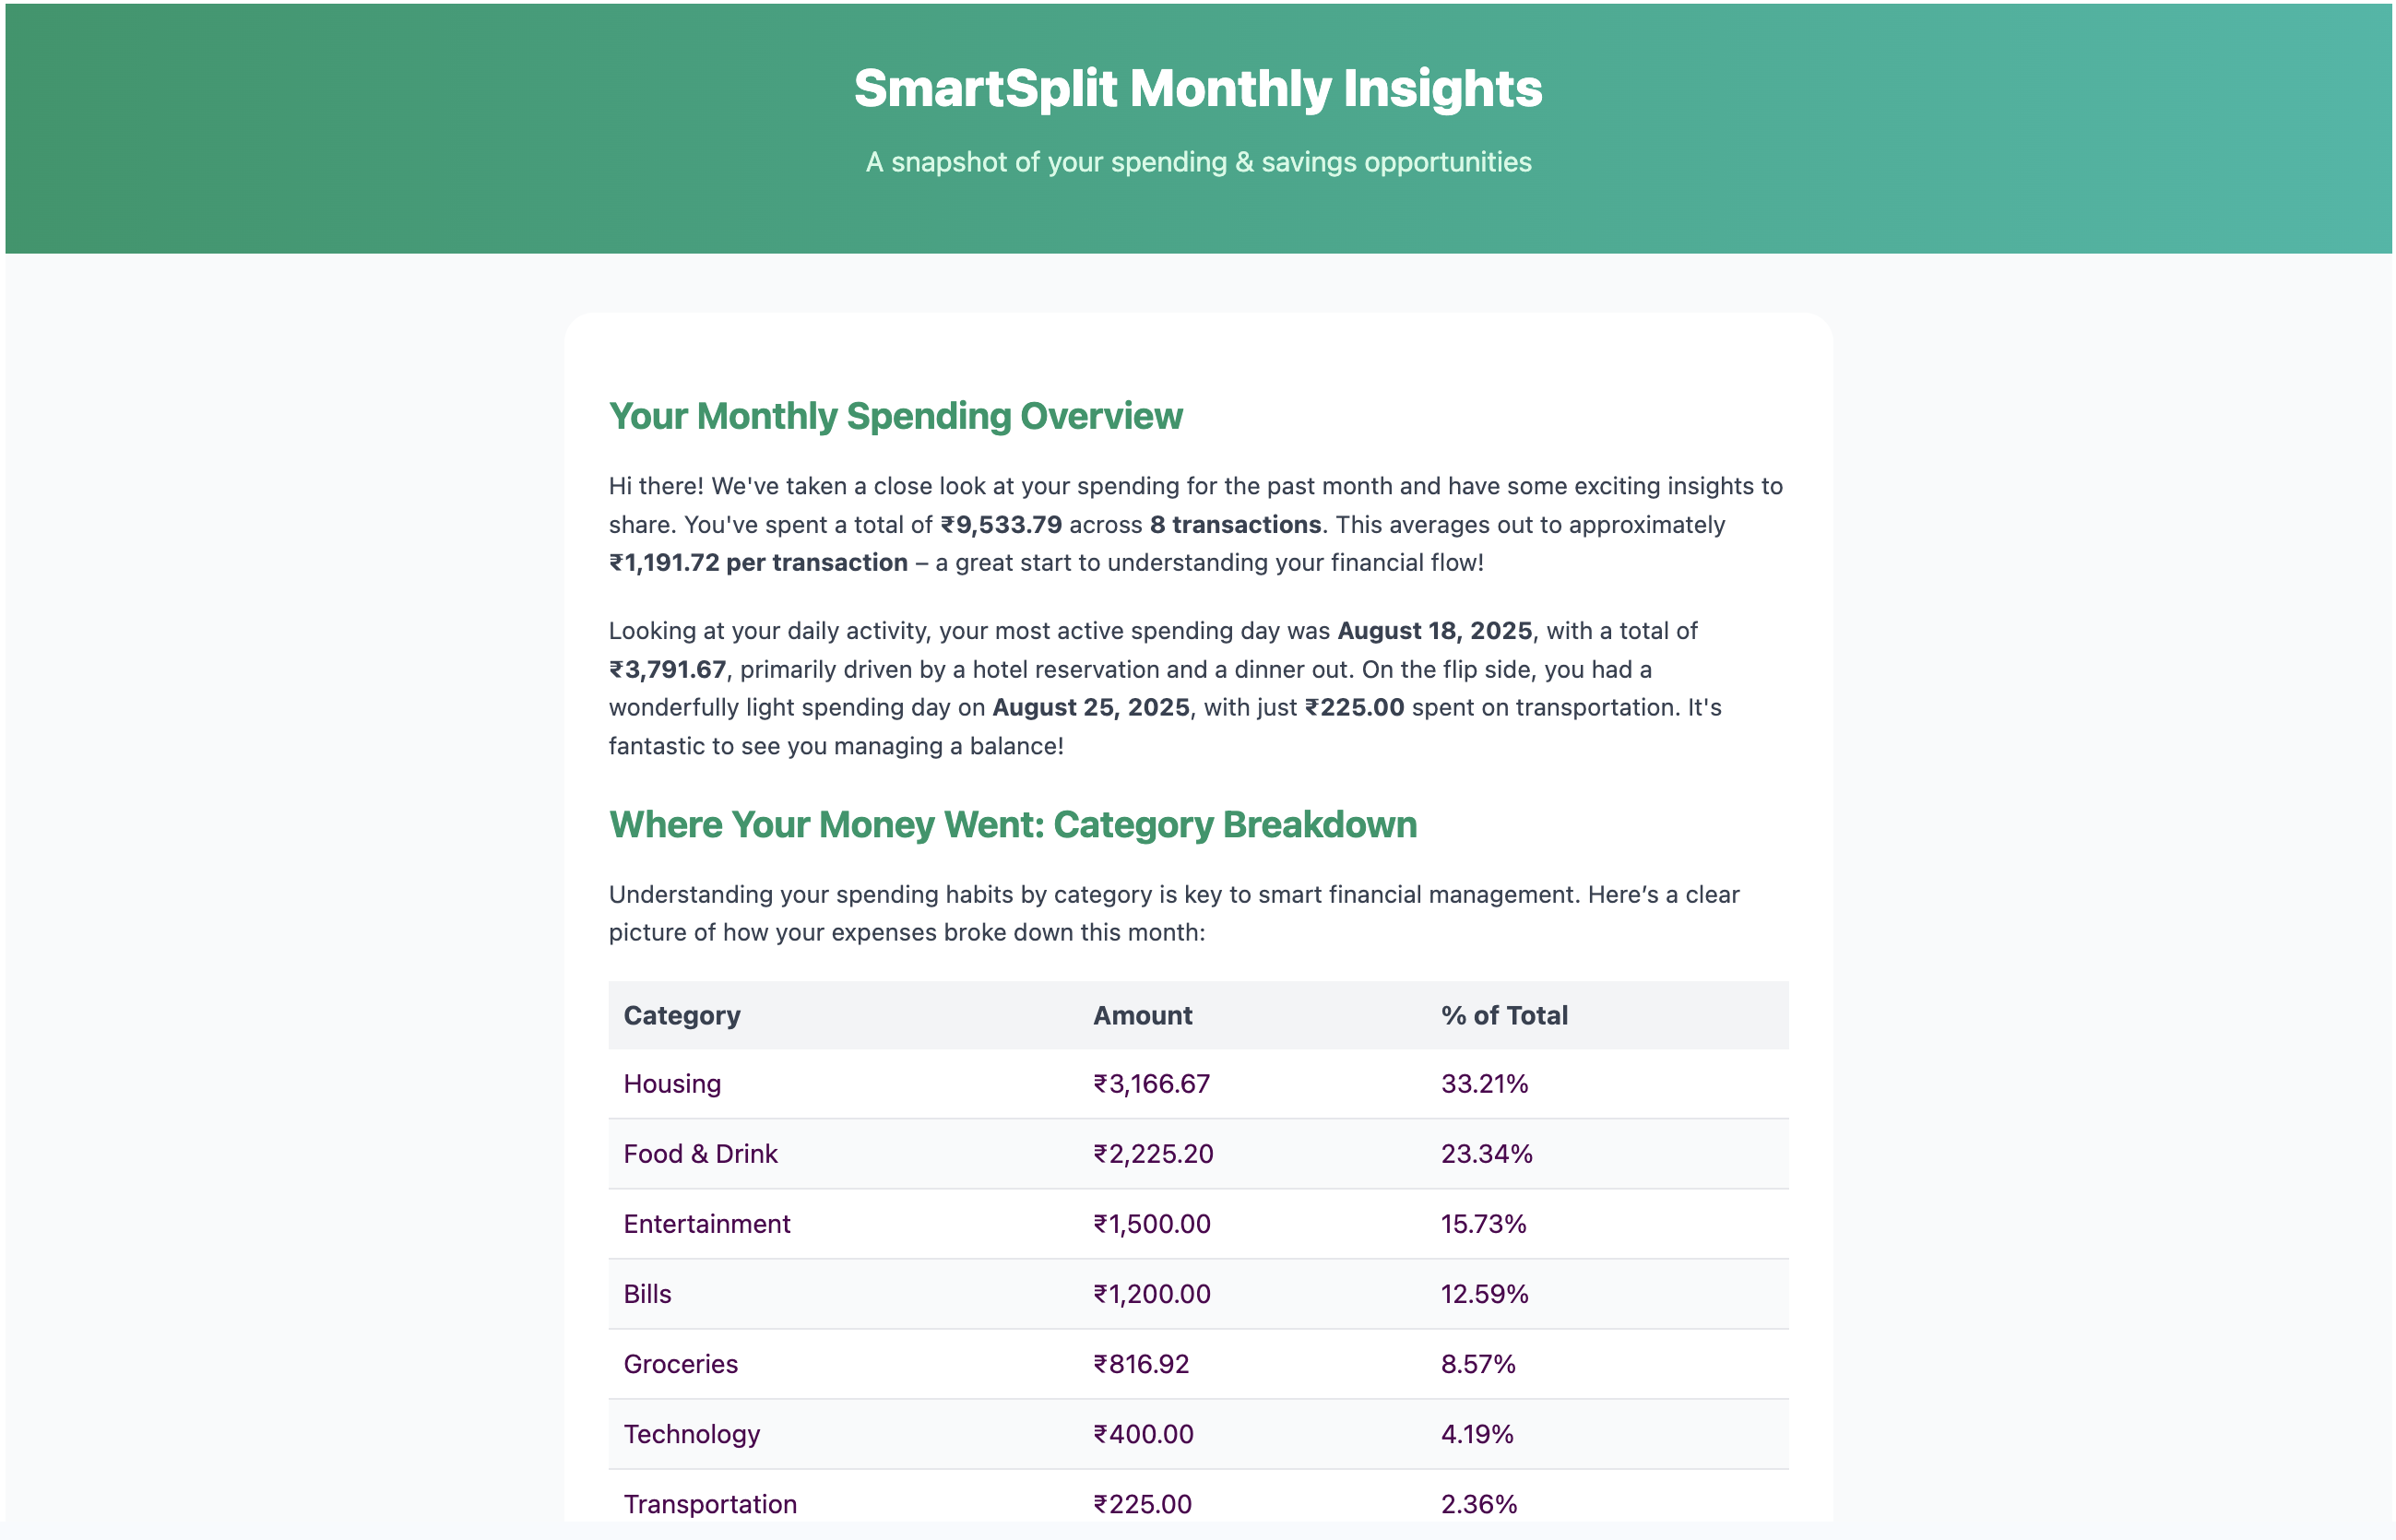 SmartSplit Monthly Insights
A snapshot of your spending & savings opportunities
Your Monthly Spending Overview
Hi there! We've taken a close look at your spending for the past month and have some exciting insights to
share. You've spent a total of ₹9,533.79 across 8 transactions. This averages out to approximately
₹1,191.72 per transaction – a great start to understanding your financial flow!
Looking at your daily activity, your most active spending day was August 18, 2025, with a total of
₹3,791.67, primarily driven by a hotel reservation and a dinner out. On the flip side, you had a
wonderfully light spending day on August 25, 2025, with just ₹225.00 spent on transportation. It's
fantastic to see you managing a balance!
Where Your Money Went: Category Breakdown
Understanding your spending habits by category is key to smart financial management. Here’s a clear
picture of how your expenses broke down this month:
Category Amount % of Total
Housing ₹3,166.67 33.21%
Food & Drink ₹2,225.20 23.34%
Entertainment ₹1,500.00 15.73%
Bills ₹1,200.00 12.59%
Groceries ₹816.92 8.57%
Technology ₹400.00 4.19%
Transportation ₹225.00 2.36%